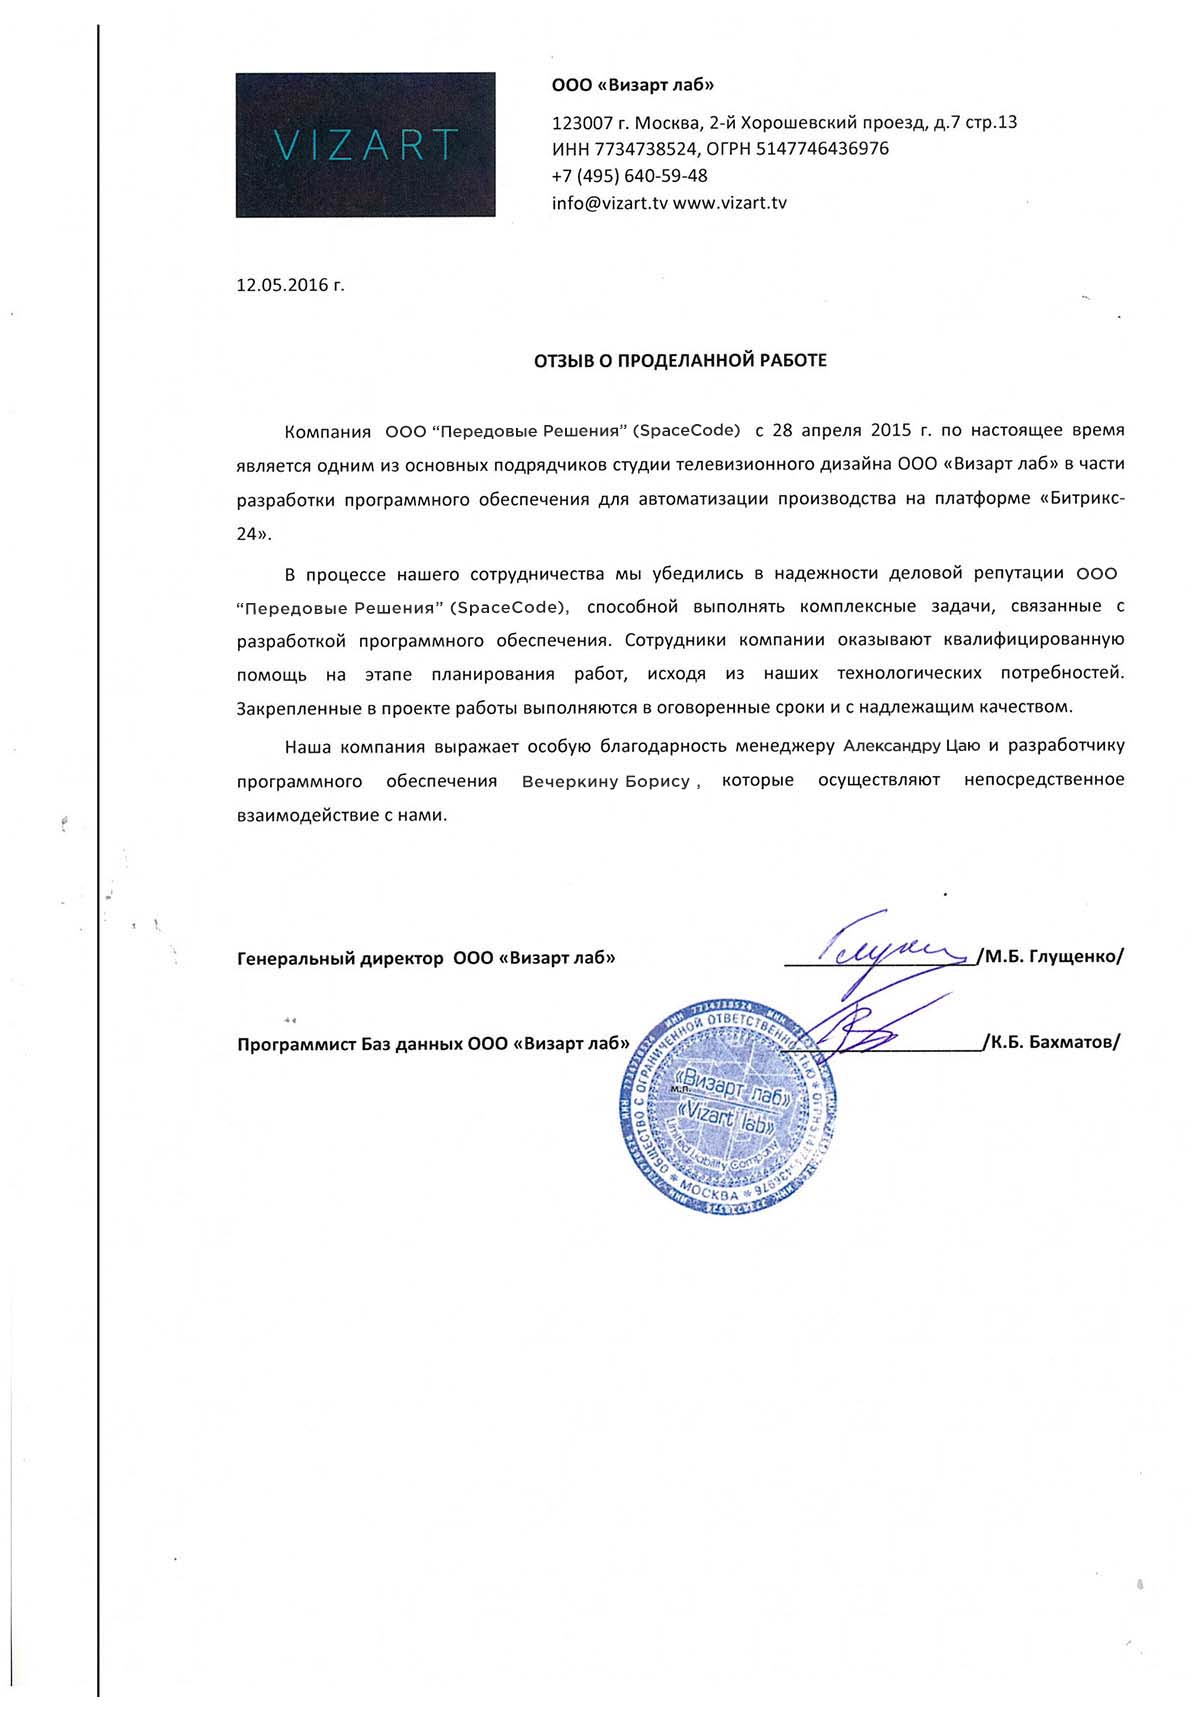 VIZART
ООО «Визарт лаб»
123007 г. Москва, 2-й Хорошевский проезд, д.7 стр.13
ИНН 7734738524, ОГРН 5147746436976
+7 (495) 640-59-48
info@vizart.tv www.vizart.tv
12.05.2016 г.
ОТЗЫВ О ПРОДЕЛАННОЙ РАБОТЕ
Компания ООО “Передовые Решения” (SpaceCode) с 28 апреля 2015 г. по настоящее время
является одним из основных подрядчиков студии телевизионного дизайна ООО «Визарт лаб» в части
разработки программного обеспечения для автоматизации производства на платформе «Битрикс-
24».
В процессе нашего сотрудничества мы убедились в надежности деловой репутации ООО
“Передовые Решения” (SpaceCode), способной выполнять комплексные задачи, связанные с
разработкой программного обеспечения. Сотрудники компании оказывают квалифицированную
помощь на этапе планирования работ, исходя из наших технологических потребностей.
Закрепленные в проекте работы выполняются в оговоренные сроки и с надлежащим качеством.
Наша компания выражает особую благодарность менеджеру Александру Цаю и разработчику
программного обеспечения Вечеркину Борису , которые осуществляют непосредственное
взаимодействие с нами.
Генеральный директор ООО «Визарт лаб» /М.Б. Глущенко/
Программист Баз данных ООО «Визарт лаб» /К.Б. Бахматов/
м.п.
ОБЩЕСТВО С ОГРАНИЧЕННОЙ ОТВЕТСТВЕННОСТЬЮ
* МОСКВА *
«Визарт лаб»
«Vizart lab»
Limited Liability Company